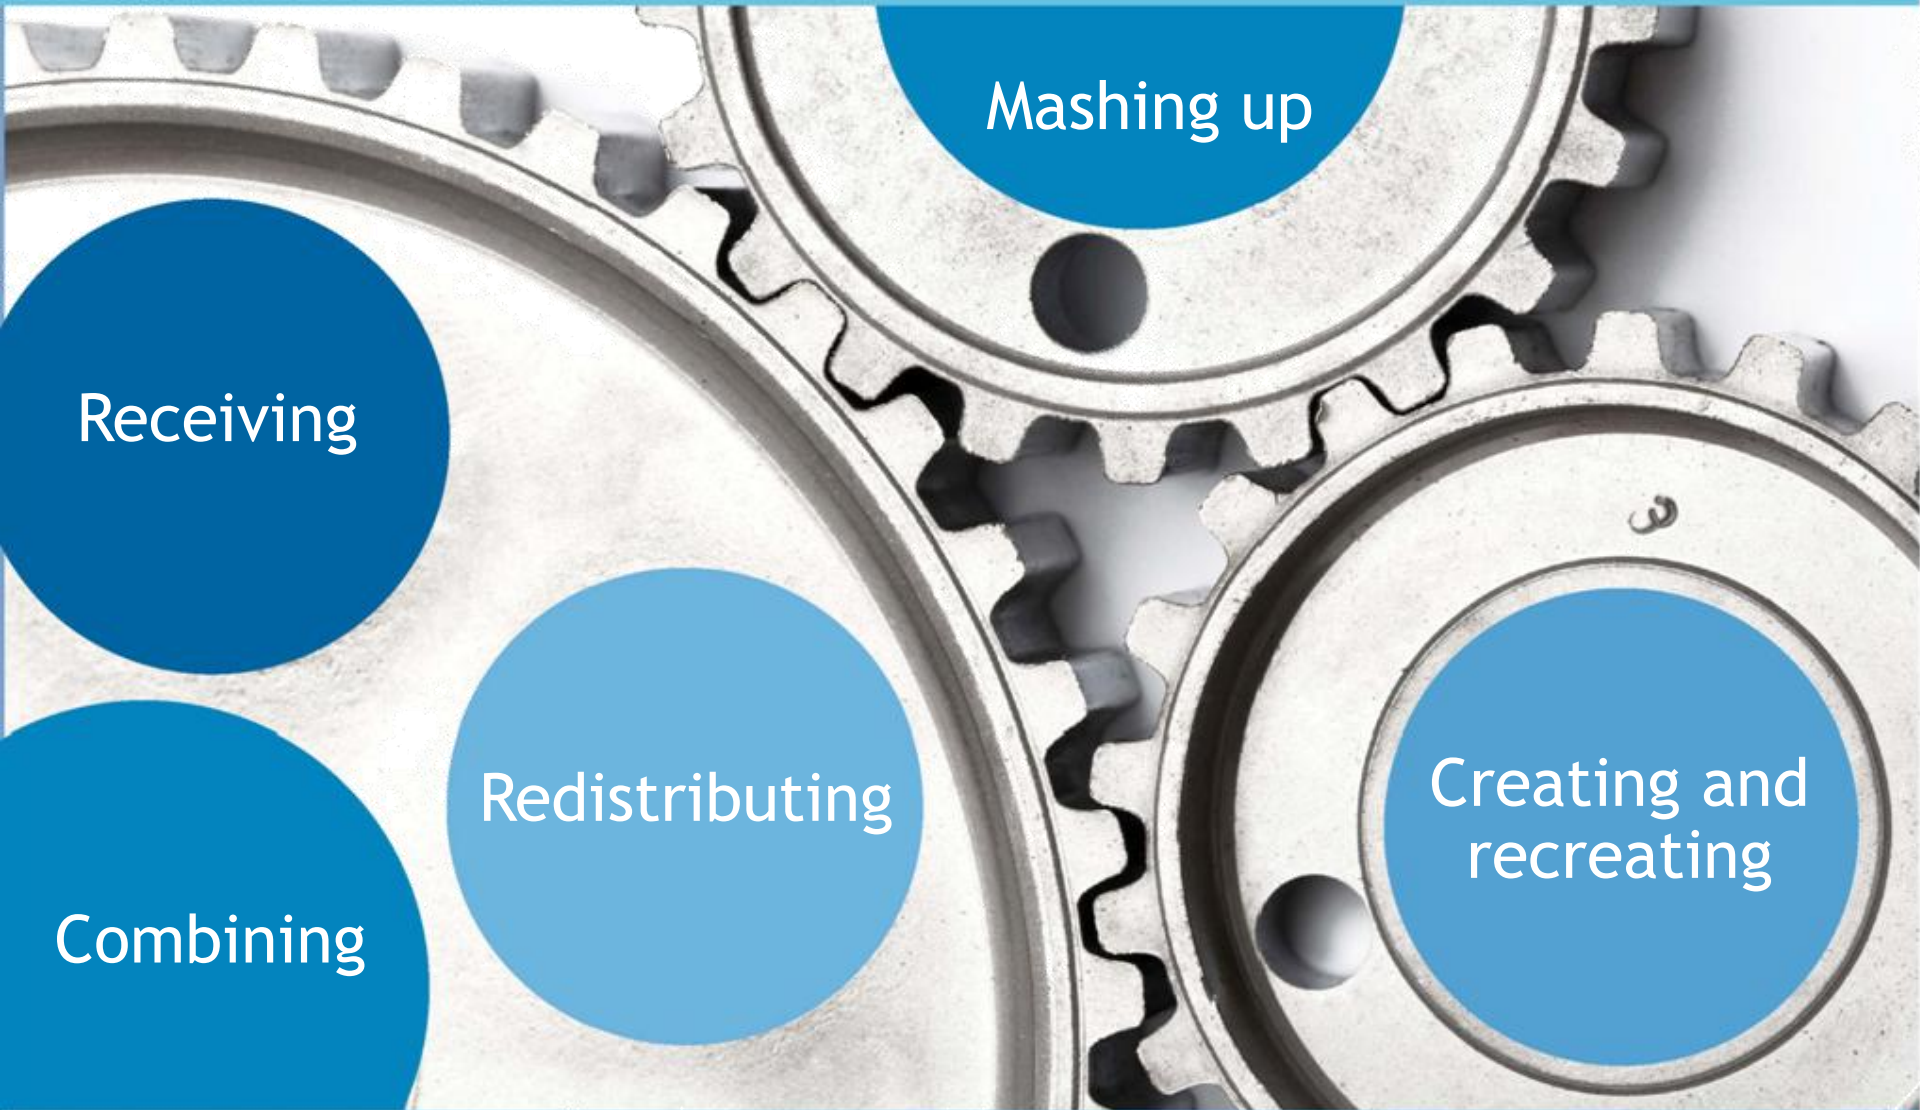 Mashing up
Receiving
Redistributing
Creating and
recreating
Combining